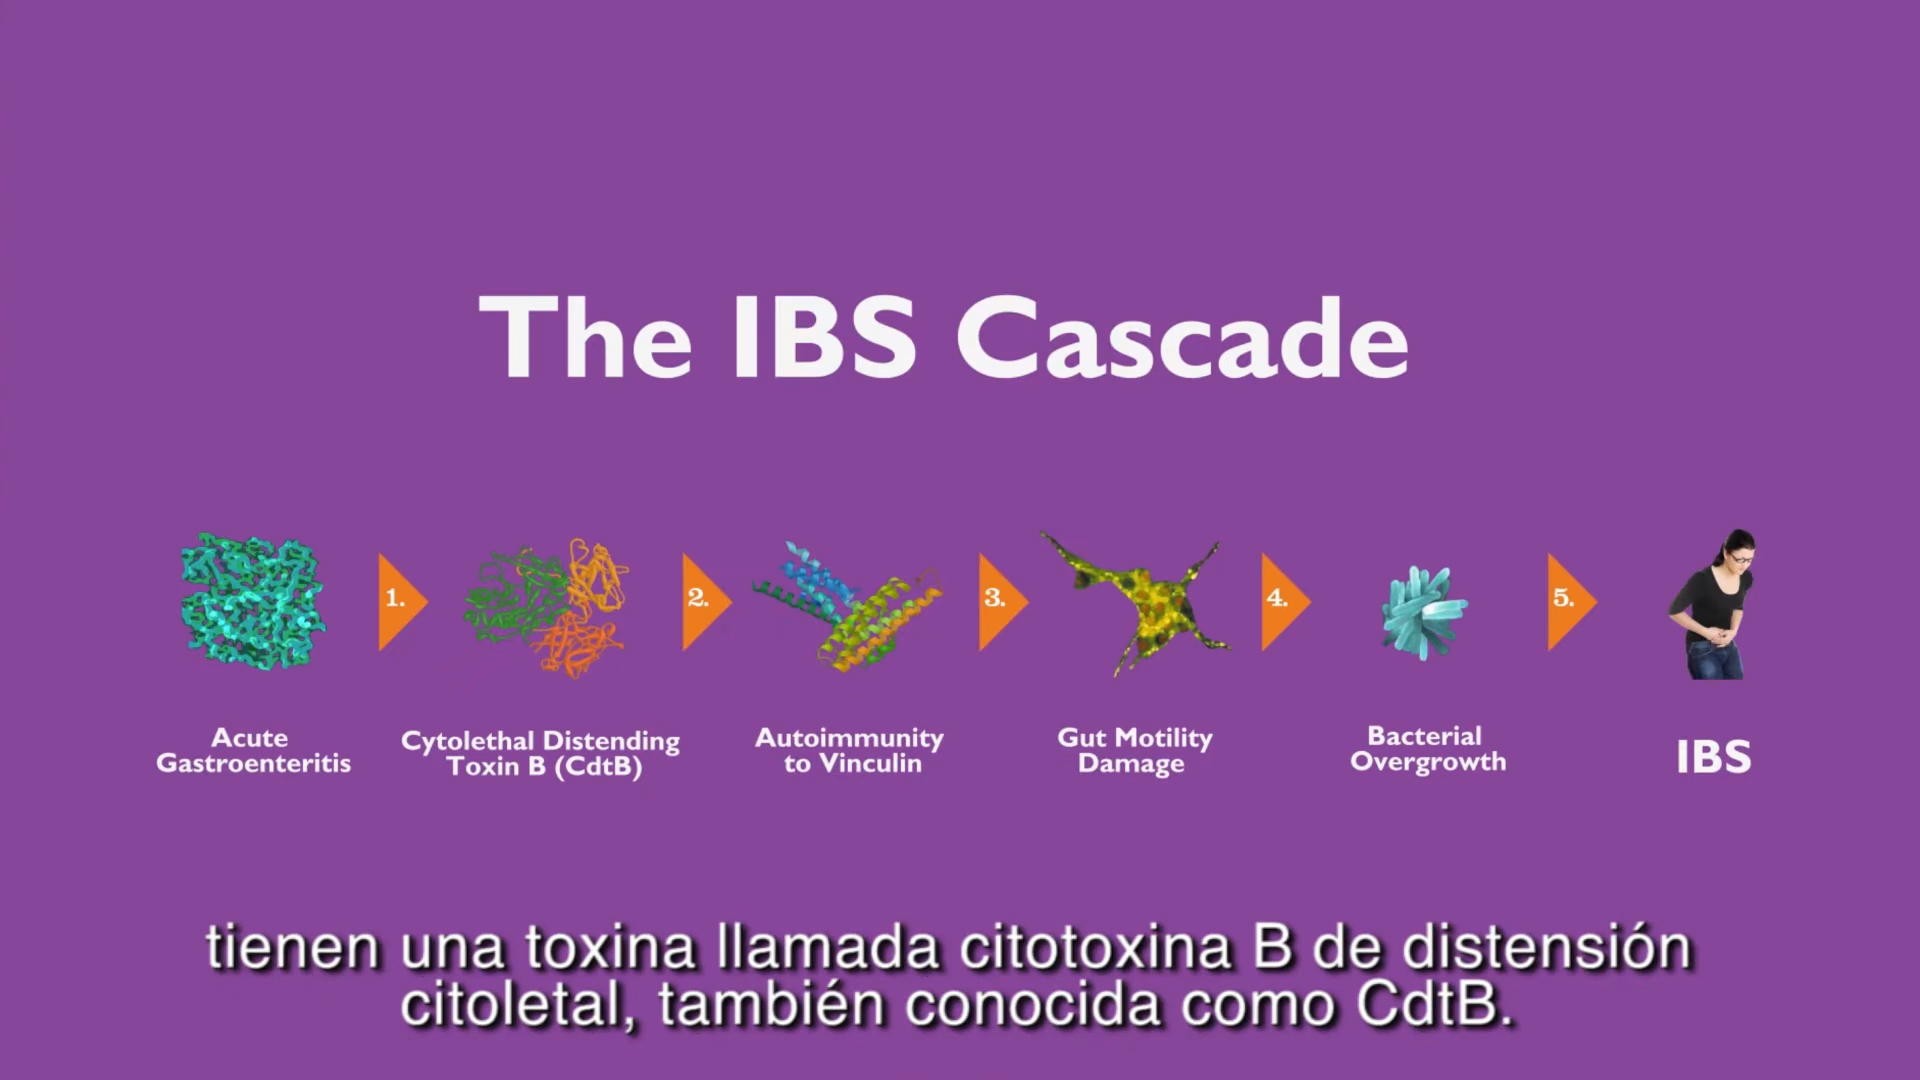 The IBS Cascade
1.
2.
3.
4.
5.
Acute
Gastroenteritis
Cytolethal Distending
Toxin B (CdtB)
Autoimmunity
to Vinculin
Gut Motility
Damage
Bacterial
Overgrowth
IBS
tienen una toxina llamada citotoxina B de distensión
citoletal, también conocida como CdtB.